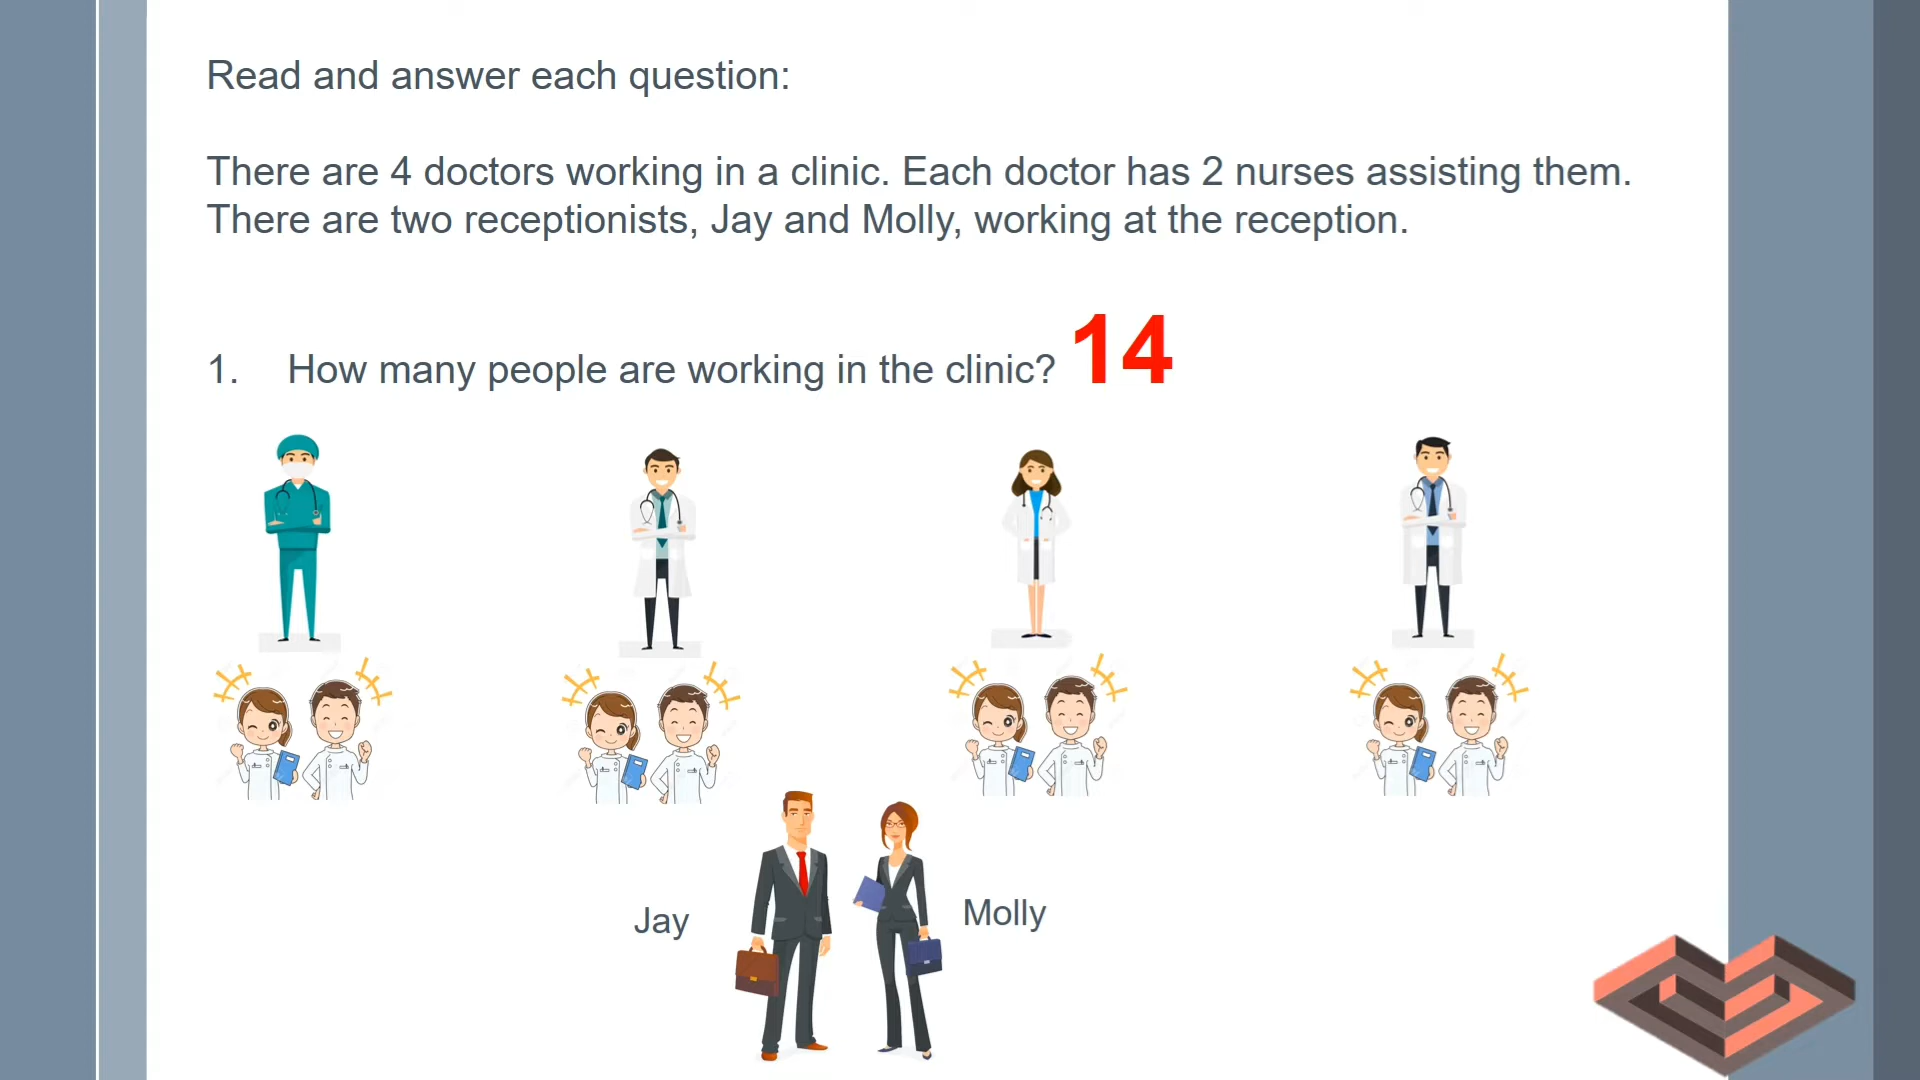 Read and answer each question:
There are 4 doctors working in a clinic. Each doctor has 2 nurses assisting them.
There are two receptionists, Jay and Molly, working at the reception.
1. How many people are working in the clinic? 14
Jay
Molly